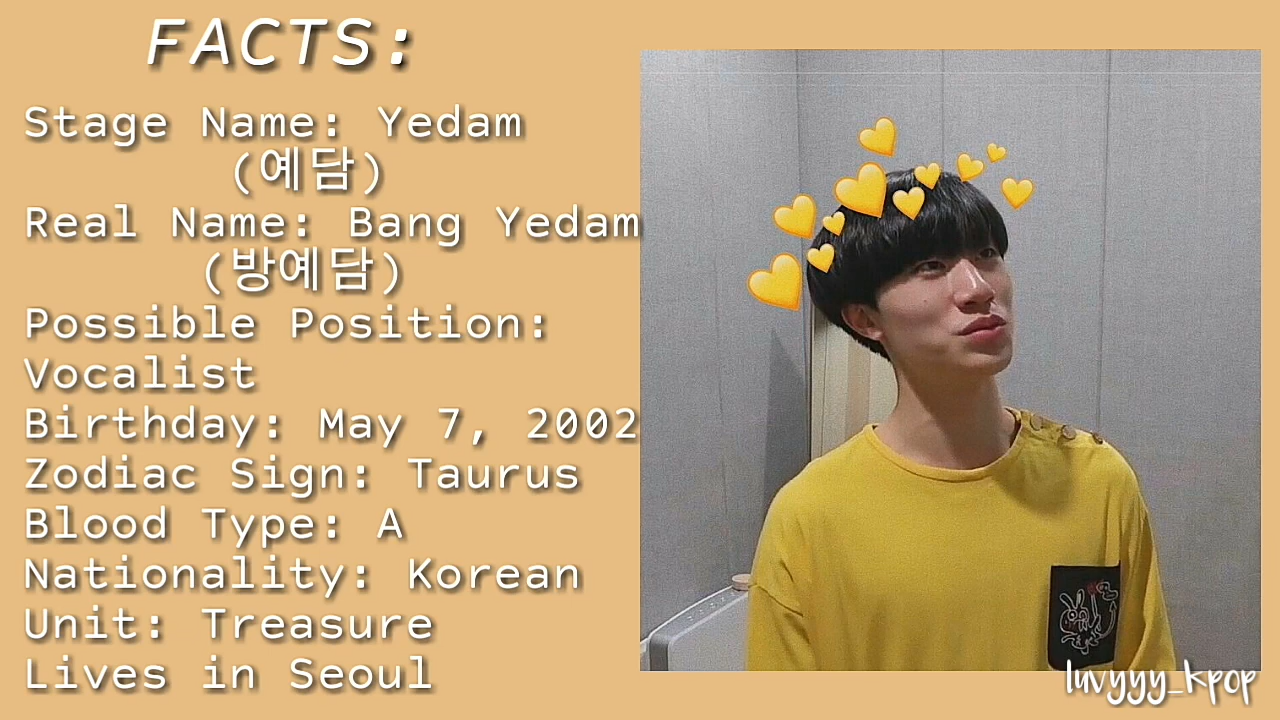 FACTS:
Stage Name: Yedam
(예담)
Real Name: Bang Yedam
(방예담)
Possible Position:
Vocalist
Birthday: May 7, 2002
Zodiac Sign: Taurus
Blood Type: A
Nationality: Korean
Unit: Treasure
Lives in Seoul
luvyyy_kpop